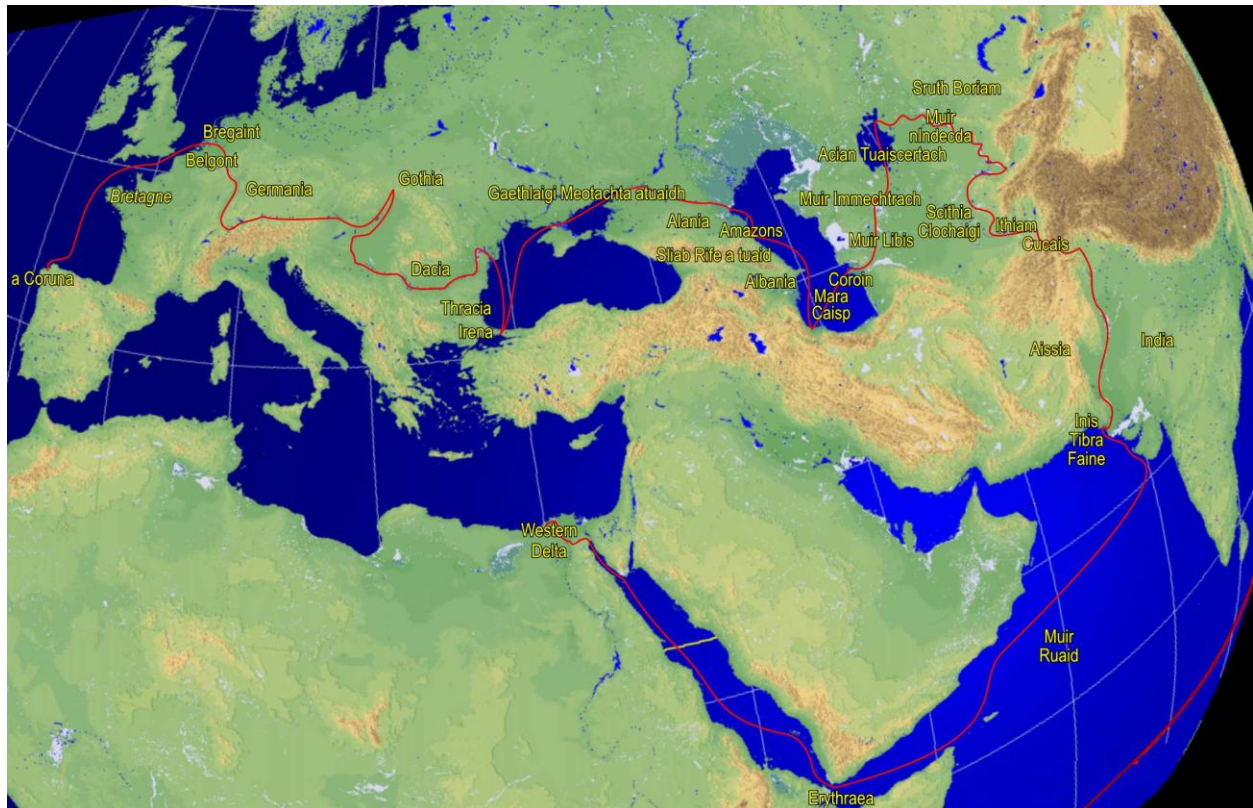 Sruth Boriam
Muir
nIndecda
Bregaint
Belgont
Acian Tuaiscertach
Bretagne
Germania
Gothia
Gaethlaigi Meotachta atuaidh
Muir Immechtrach
Scithia
Clochaigi
Alania
Amazons
Ithiam
Cucais
Muir Libis
Sliab Rife a tuaid
a Coruna
Dacia
Albania
Coroin
Mara
Caisp
Thracia
Irena
Aissia
India
Inis
Tibra
Faine
Western
Delta
Muir
Ruaid
Erythraea